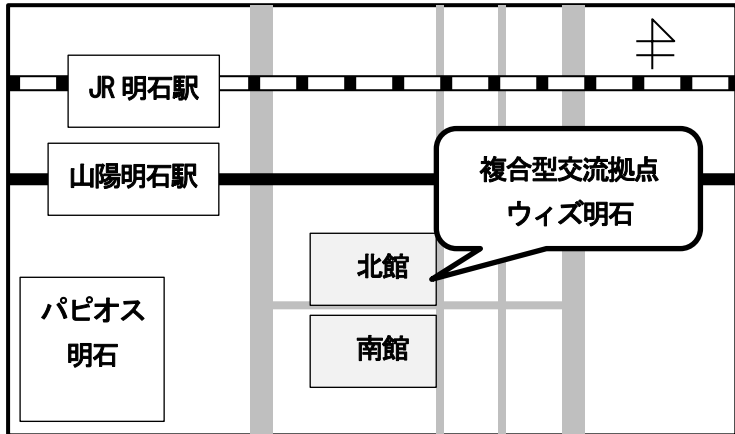 JR 明石駅
山陽明石駅
複合型交流拠点
ウィズ明石
北館
南館
パピオス
明石